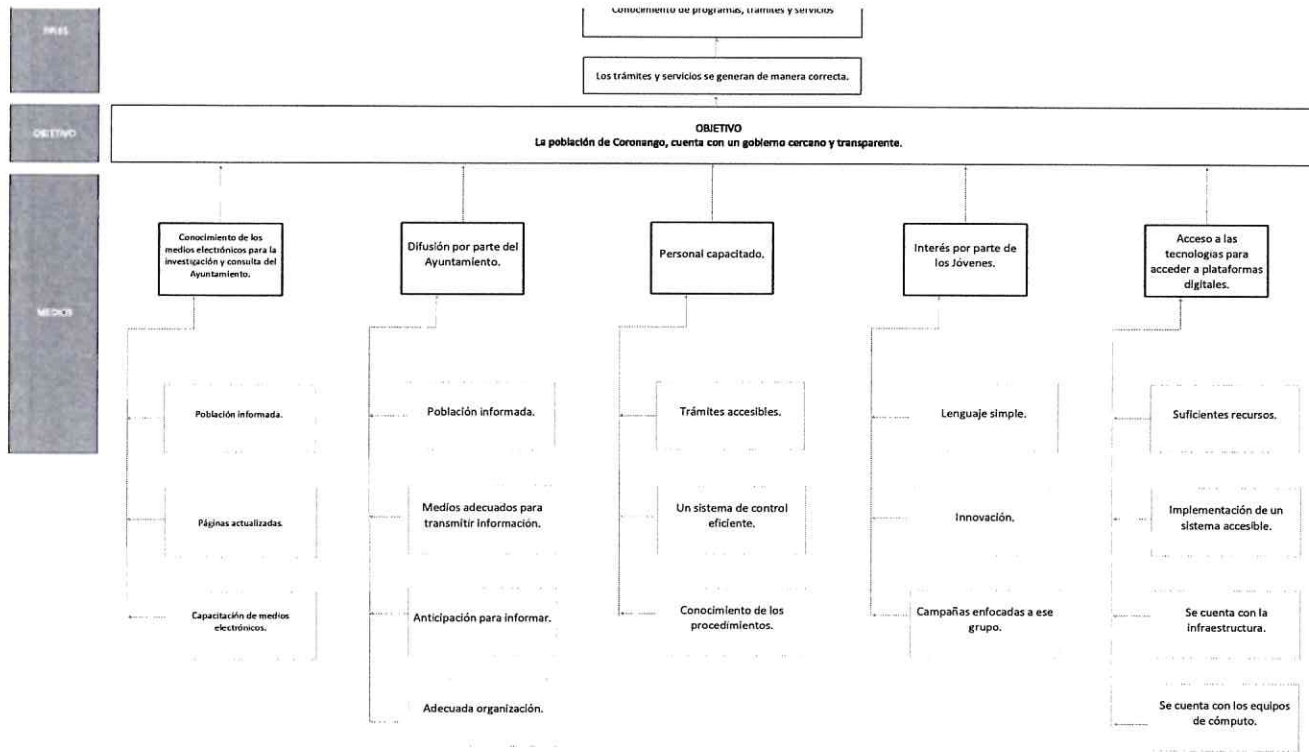 FINES
Conocimiento de programas, trámites y servicios
Los trámites y servicios se generan de manera correcta.
OBJETIVO
OBJETIVO
La población de Coronango, cuenta con un gobierno cercano y transparente.
MEDIOS
Conocimiento de los
medios electrónicos para la
investigación y consulta del
Ayuntamiento.
Difusión por parte del
Ayuntamiento.
Personal capacitado.
Interés por parte de
los Jóvenes.
Acceso a las
tecnologías para
acceder a plataformas
digitales.
Población informada.
Población informada.
Trámites accesibles.
Lenguaje simple.
Suficientes recursos.
Páginas actualizadas.
Medios adecuados para
transmitir información.
Un sistema de control
eficiente.
Innovación.
Implementación de un
sistema accesible.
Capacitación de medios
electrónicos.
Anticipación para informar.
Conocimiento de los
procedimientos.
Campañas enfocadas a ese
grupo.
Se cuenta con la
infraestructura.
Adecuada organización.
Se cuenta con los equipos
de cómputo.